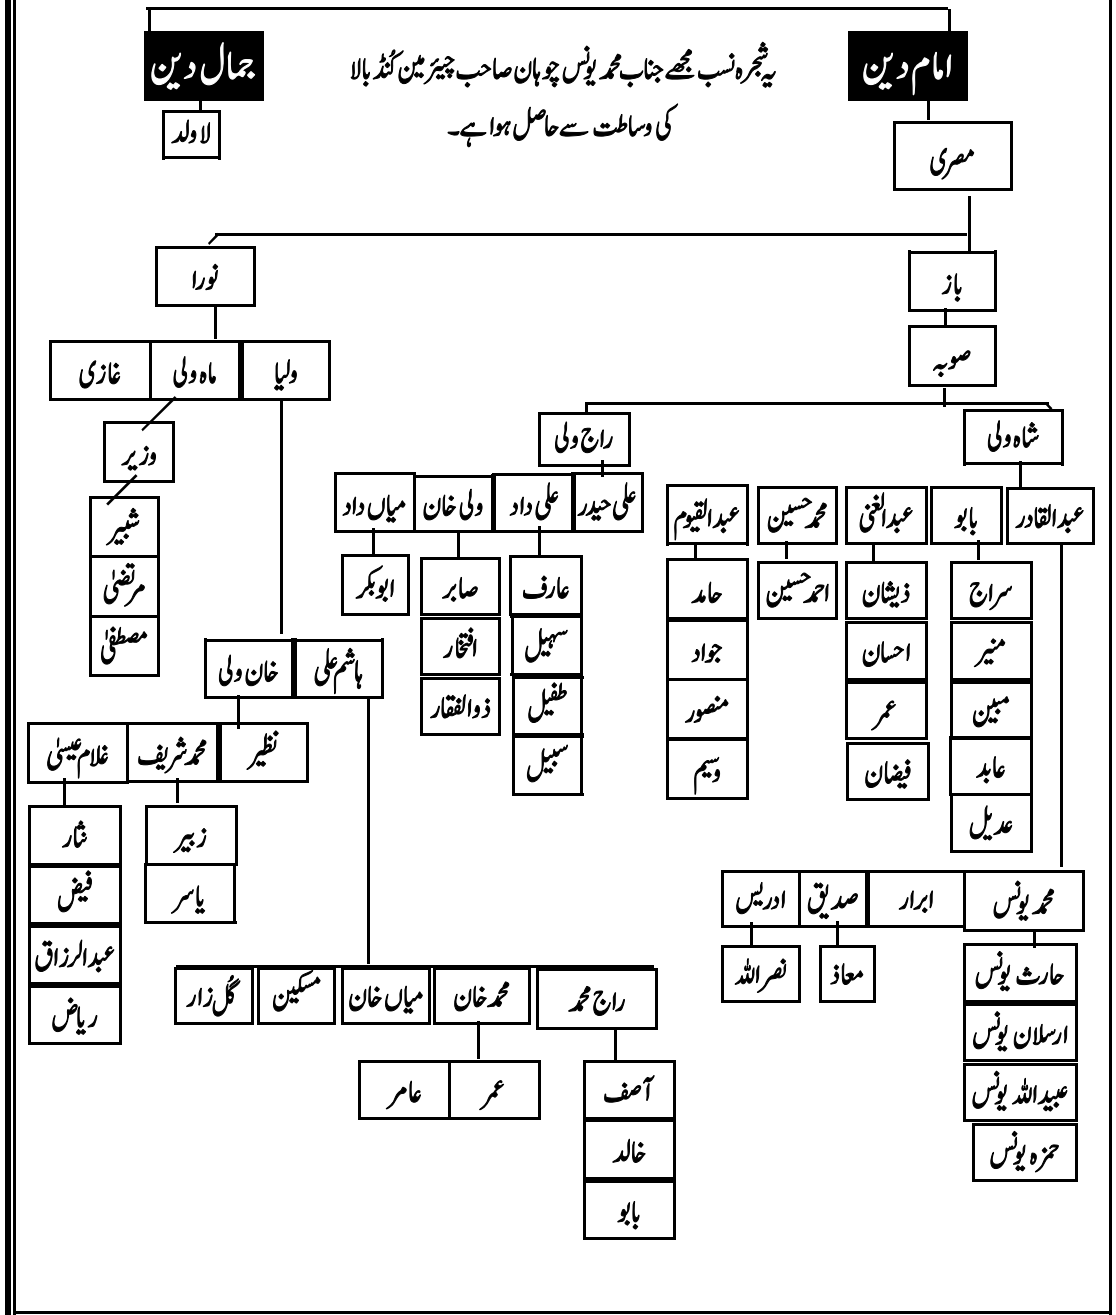 امام دین
یہ شجرہ نسب مجھے جناب محمد یونس چوہان صاحب چیئرمین کُنڈ بالا
جمال دین
کی وساطت سے حاصل ہوا ہے۔
لاولد
مصری
باز
نورا
صوبہ
ولیا
ماہ ولی
غازی
شاہ ولی
راج ولی
وزیر
عبدالقادر
بابو
عبدالغنی
محمد حسین
عبدالقیوم
علی حیدر
علی داد
ولی خان
میاں داد
شبیر
مرتضیٰ
مصطفیٰ
سراج
منیر
مبین
عابد
عدیل
ذیشان
احسان
عمر
فیضان
احمد حسین
حامد
جواد
منصور
وسیم
عارف
سہیل
طفیل
سبیل
صابر
افتخار
ذوالفقار
ابوبکر
ہاشم علی
خان ولی
نظیر
محمد شریف
غلام عیسیٰ
زبیر
یاسر
نثار
فیض
عبدالرزاق
ریاض
محمد یونس
ابرار
صدیق
ادریس
حارث یونس
ارسلان یونس
عبیداللہ یونس
حمزہ یونس
معاذ
نصراللہ
راج محمد
محمد خان
میاں خان
مسکین
گُل زار
آصف
خالد
بابو
عمر
عامر